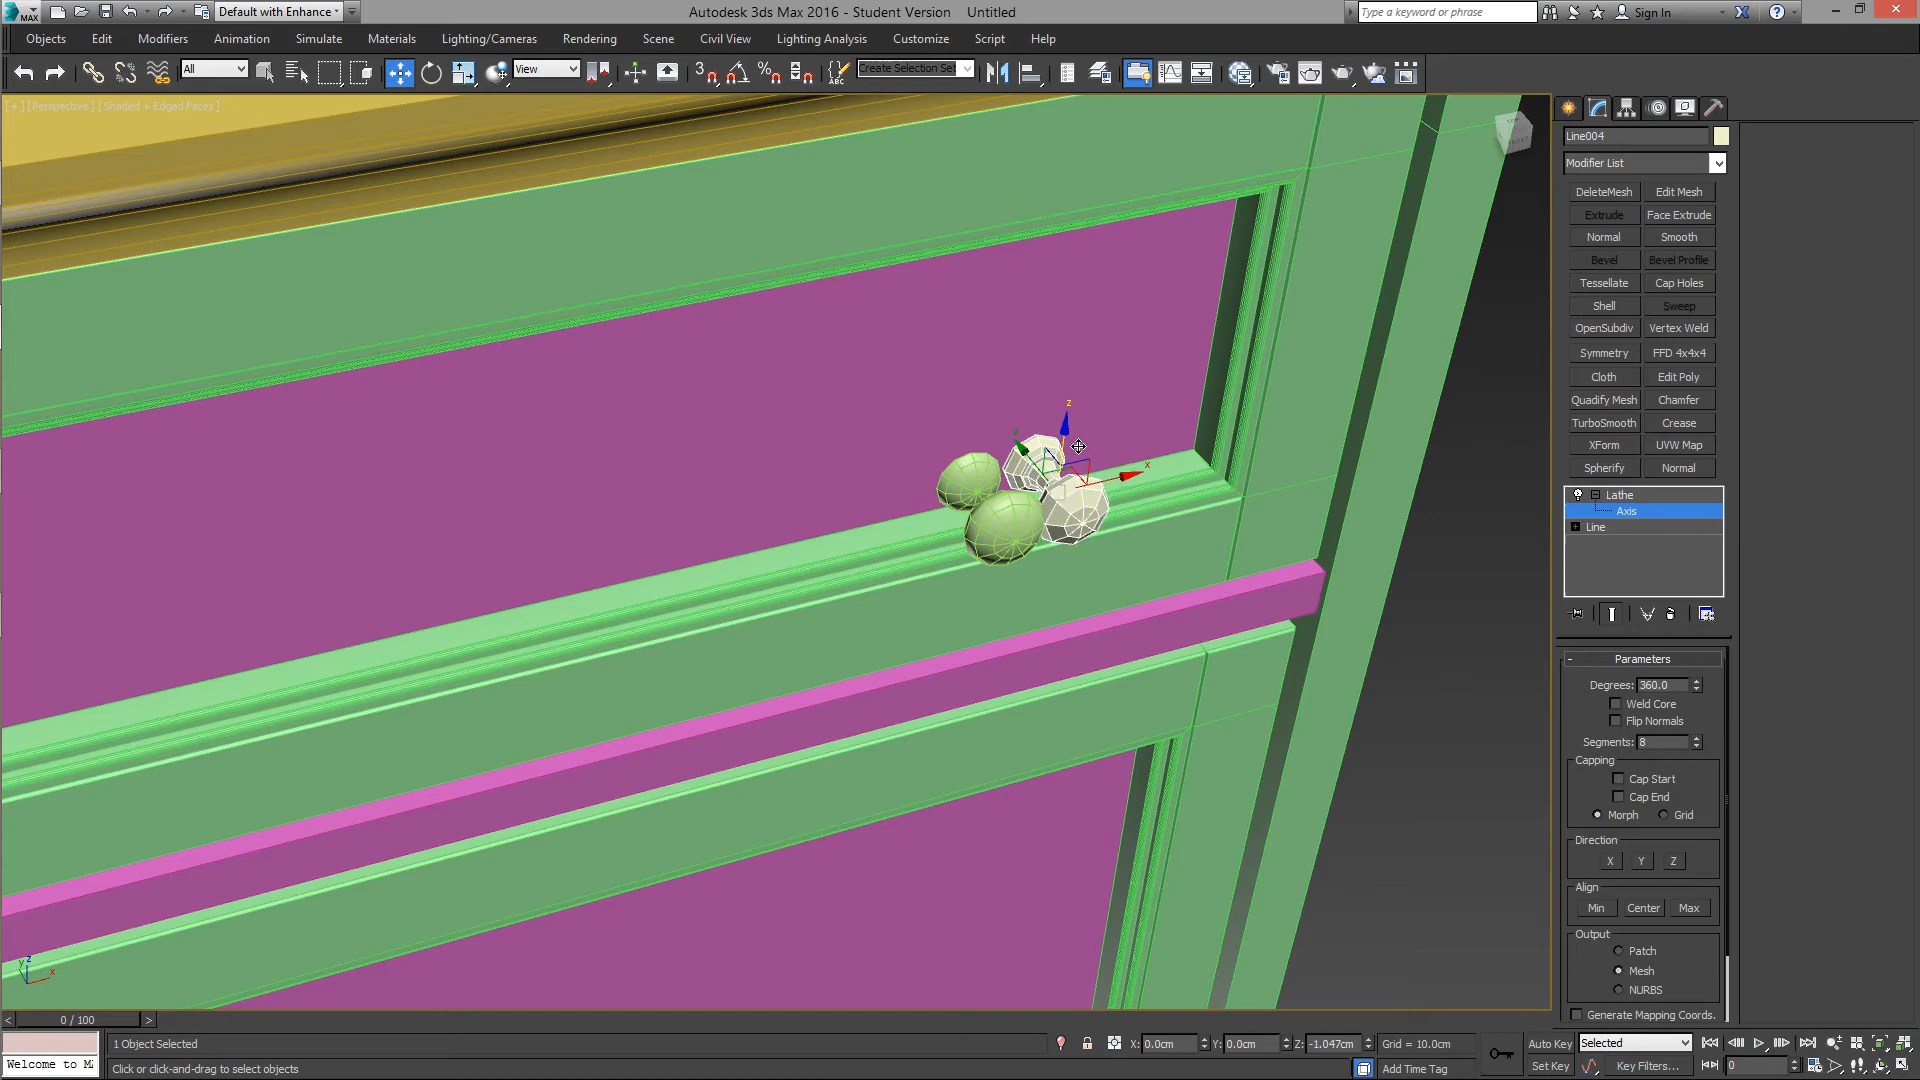 MAX
Default with Enhance
Autodesk 3ds Max 2016 - Student Version Untitled
Type a keyword or phrase
Sign In
Objects Edit Modifiers Animation Simulate Materials Lighting/Cameras Rendering Scene Civil View Lighting Analysis Customize Script Help
All
View
3
%
ABC
Create Selection Set
[+] [Perspective] [Shaded + Edged Faces]
Line004
Modifier List
DeleteMesh Edit Mesh
Extrude Face Extrude
Normal Smooth
Bevel Bevel Profile
Tessellate Cap Holes
Shell Sweep
OpenSubdiv Vertex Weld
Symmetry FFD 4x4x4
Cloth Edit Poly
Quadify Mesh Chamfer
TurboSmooth Crease
XForm UVW Map
Spherify Normal
Lathe
Axis
Line
z
x
- Parameters
Degrees: 360.0
Weld Core
Flip Normals
Segments: 8
Capping
Cap Start
Cap End
Morph Grid
Direction
X Y Z
Align
Min Center Max
Output
Patch
Mesh
NURBS
Generate Mapping Coords.
z
y
x
< 0 / 100 >
1 Object Selected
X: 0.0cm Y: 0.0cm Z: -1.047cm
Grid = 10.0cm
Auto Key Selected
Welcome to M
Click or click-and-drag to select objects
Add Time Tag
Set Key Key Filters...
0